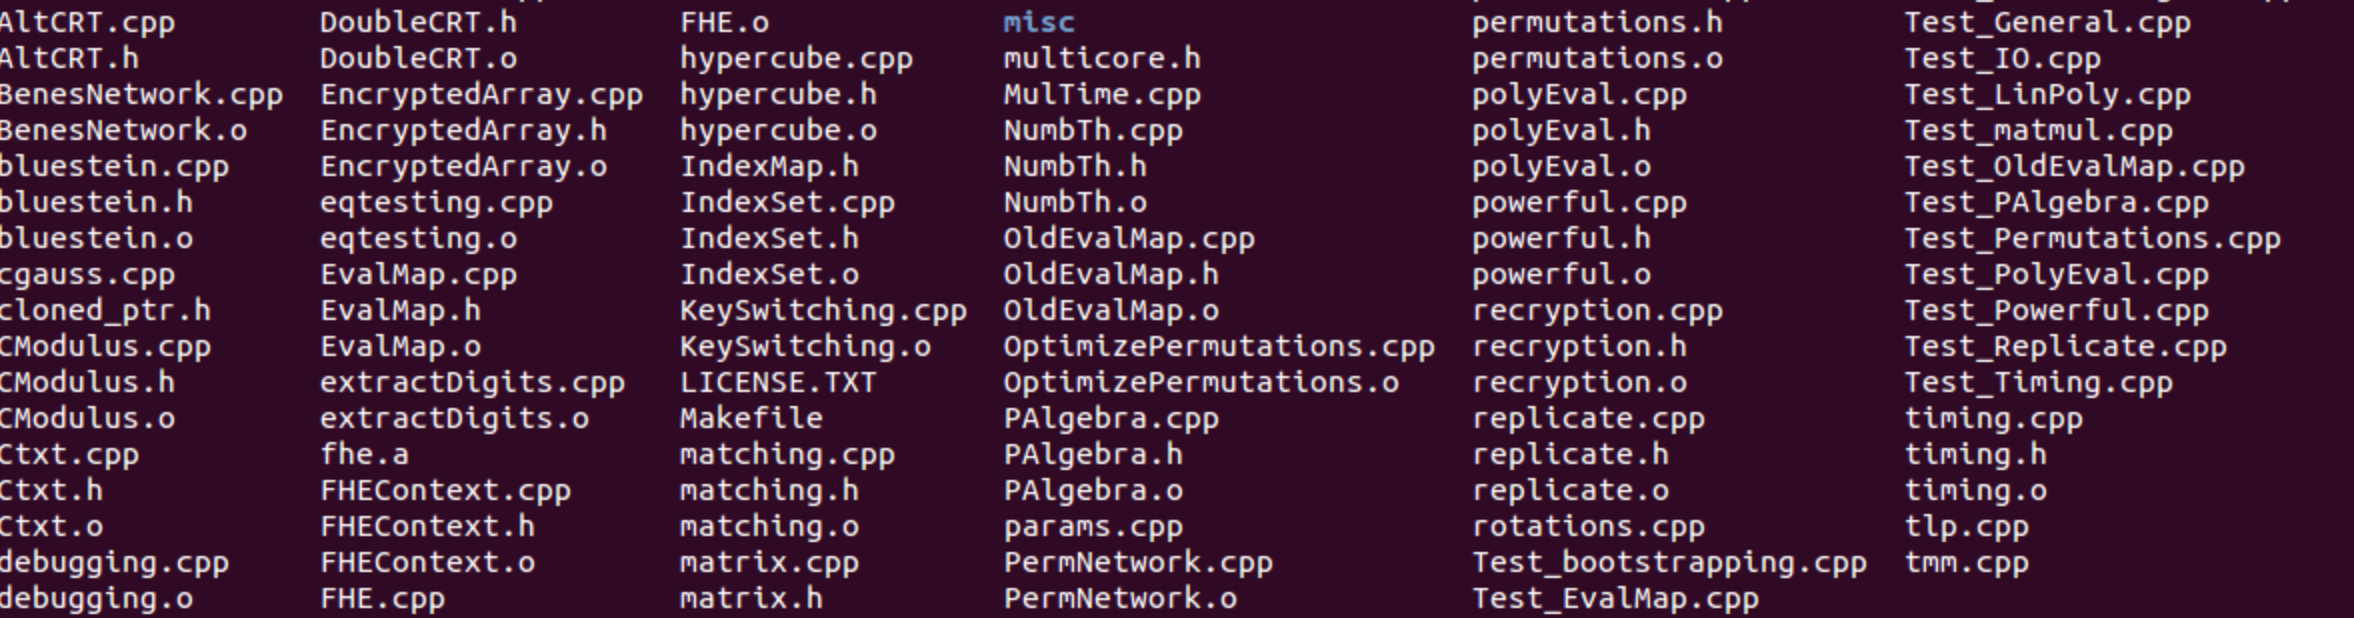 AltCRT.cpp DoubleCRT.h FHE.o misc permutations.h Test_General.cpp
AltCRT.h DoubleCRT.o hypercube.cpp multicore.h permutations.o Test_IO.cpp
BenesNetwork.cpp EncryptedArray.cpp hypercube.h MulTime.cpp polyEval.cpp Test_LinPoly.cpp
BenesNetwork.o EncryptedArray.h hypercube.o NumbTh.cpp polyEval.h Test_matmul.cpp
bluestein.cpp EncryptedArray.o IndexMap.h NumbTh.h polyEval.o Test_OldEvalMap.cpp
bluestein.h eqtesting.cpp IndexSet.cpp NumbTh.o powerful.cpp Test_PAlgebra.cpp
bluestein.o eqtesting.o IndexSet.h OldEvalMap.cpp powerful.h Test_Permutations.cpp
cgauss.cpp EvalMap.cpp IndexSet.o OldEvalMap.h powerful.o Test_PolyEval.cpp
cloned_ptr.h EvalMap.h KeySwitching.cpp OldEvalMap.o recryption.cpp Test_Powerful.cpp
CModulus.cpp EvalMap.o KeySwitching.o OptimizePermutations.cpp recryption.h Test_Replicate.cpp
CModulus.h extractDigits.cpp LICENSE.TXT OptimizePermutations.o recryption.o Test_Timing.cpp
CModulus.o extractDigits.o Makefile PAlgebra.cpp replicate.cpp timing.cpp
Ctxt.cpp fhe.a matching.cpp PAlgebra.h replicate.h timing.h
Ctxt.h FHEContext.cpp matching.h PAlgebra.o replicate.o timing.o
Ctxt.o FHEContext.h matching.o params.cpp rotations.cpp tlp.cpp
debugging.cpp FHEContext.o matrix.cpp PermNetwork.cpp Test_bootstrapping.cpp tmm.cpp
debugging.o FHE.cpp matrix.h PermNetwork.o Test_EvalMap.cpp